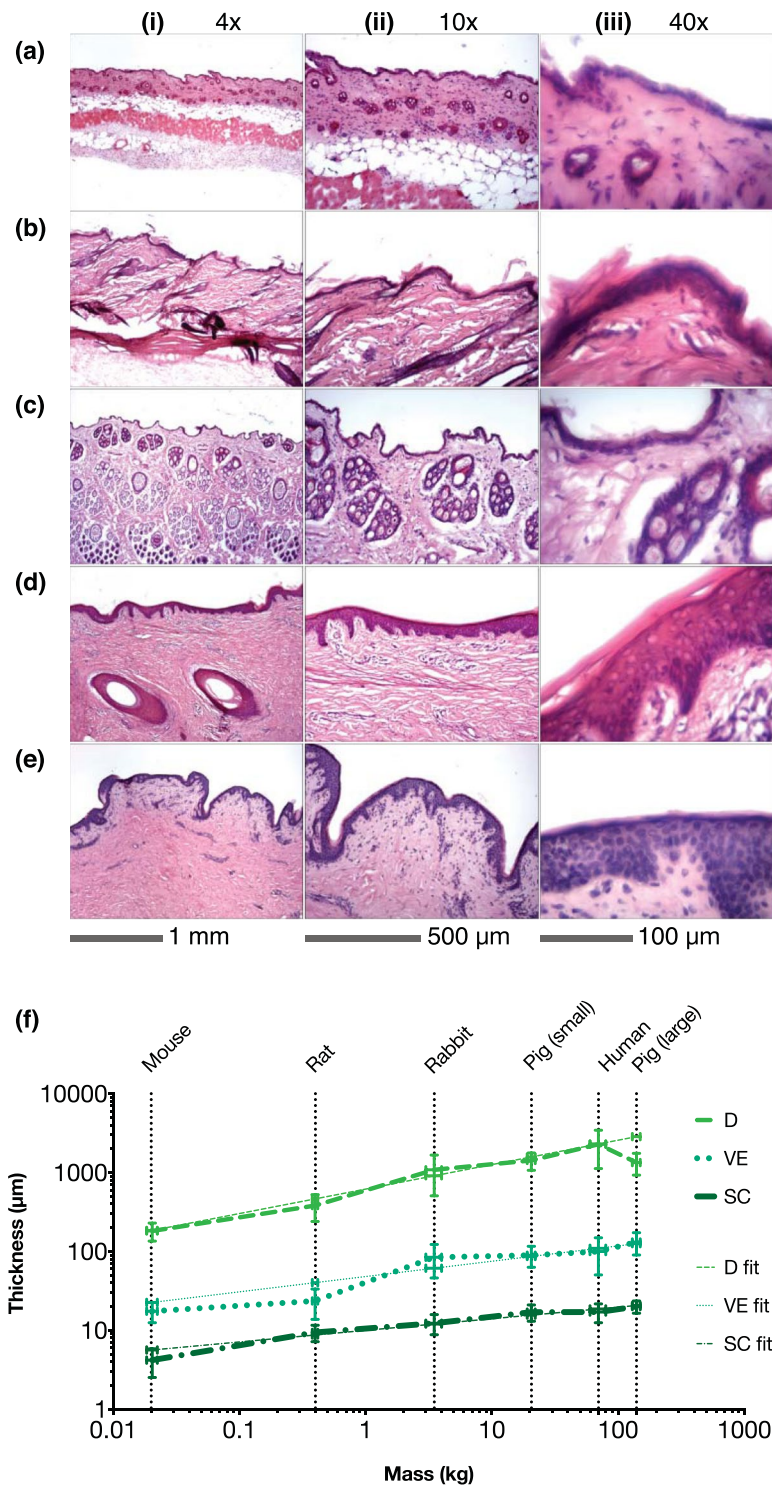 (i) 4x (ii) 10x (iii) 40x
(a)
(b)
(c)
(d)
(e)
1 mm 500 µm 100 µm
(f)
Mouse Rat Rabbit Pig (small) Human Pig (large)
10000
1000
100
10
1
Thickness (µm)
0.01 0.1 1 10 100 1000
Mass (kg)
D
VE
SC
D fit
VE fit
SC fit